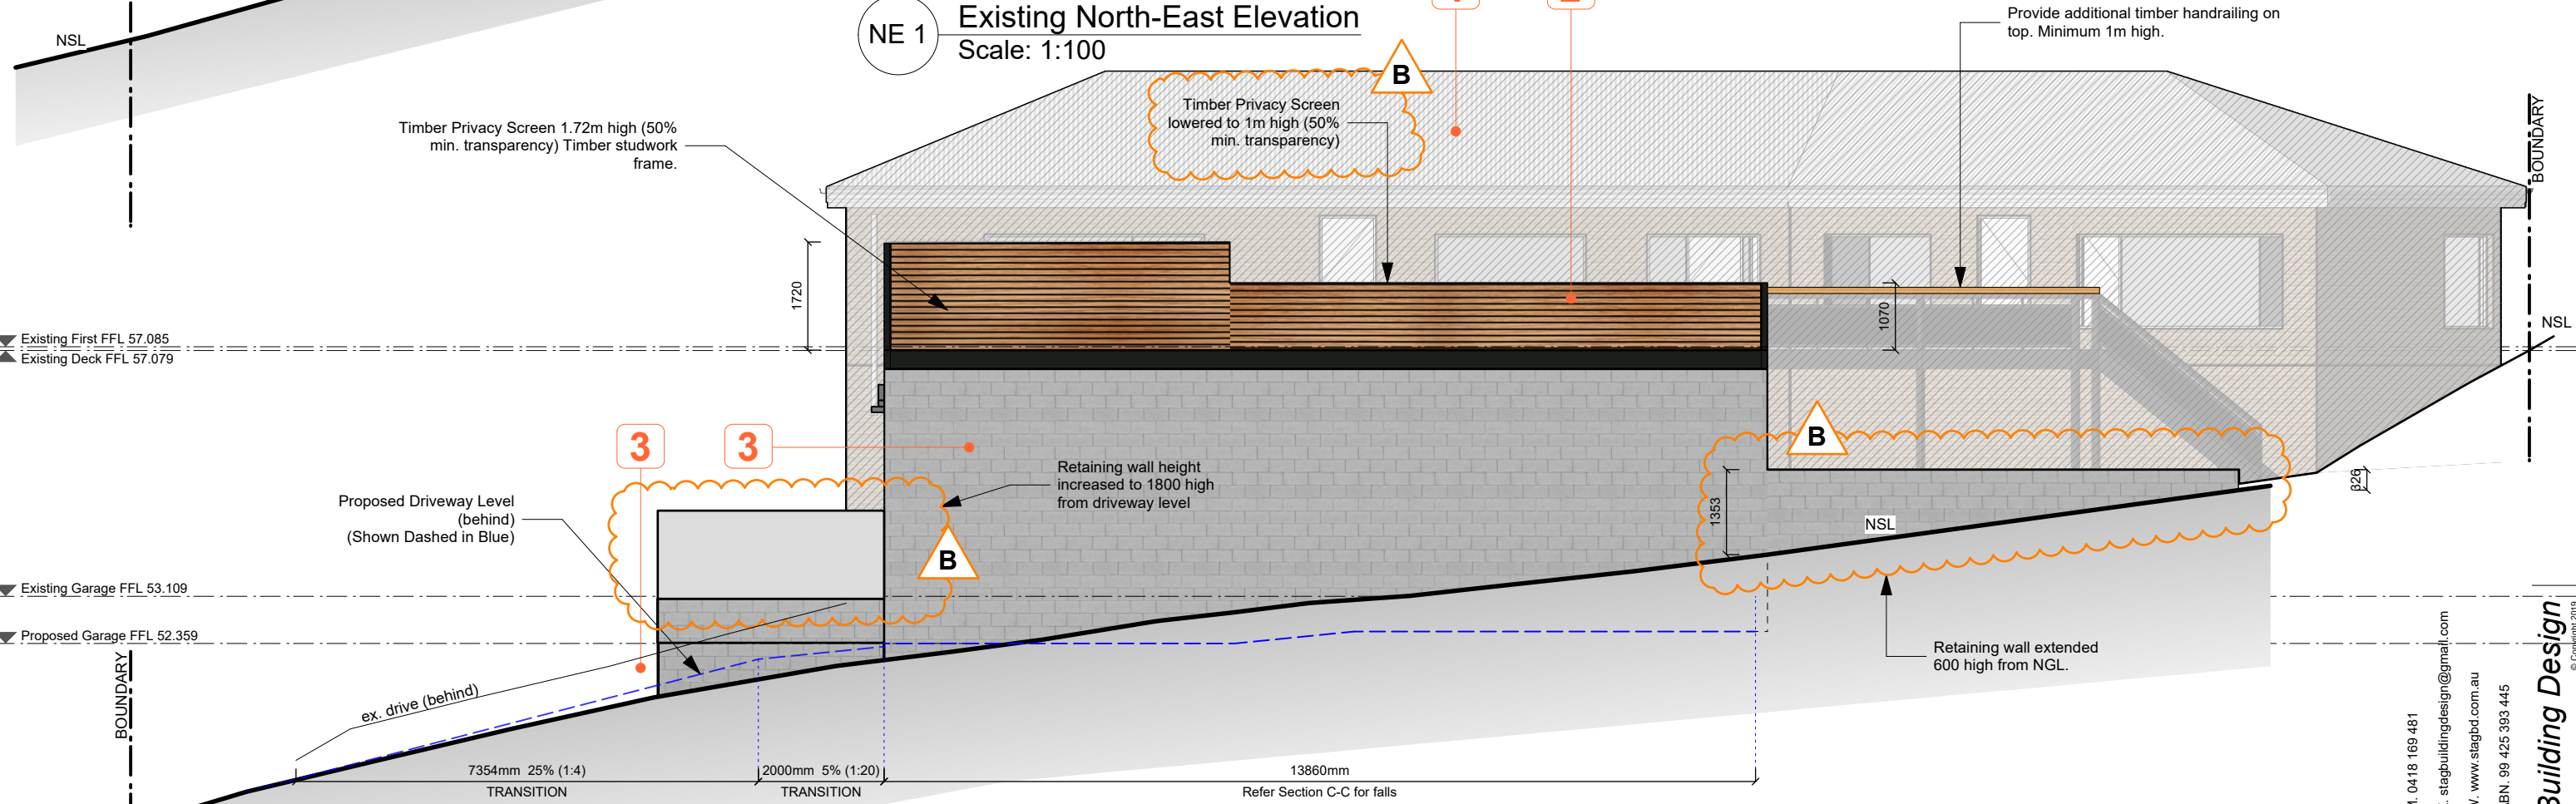 NSL
NE 1
Existing North-East Elevation
Scale: 1:100
Provide additional timber handrailing on
top. Minimum 1m high.
B
Timber Privacy Screen
lowered to 1m high (50%
min. transparency)
Timber Privacy Screen 1.72m high (50%
min. transparency) Timber studwork
frame.
BOUNDARY
1720
1070
NSL
Existing First FFL 57.085
Existing Deck FFL 57.079
3
3
B
Retaining wall height
increased to 1800 high
from driveway level
Proposed Driveway Level
(behind)
(Shown Dashed in Blue)
B
1353
NSL
326
Existing Garage FFL 53.109
Proposed Garage FFL 52.359
BOUNDARY
ex. drive (behind)
Retaining wall extended
600 high from NGL.
7354mm 25% (1:4)
TRANSITION
2000mm 5% (1:20)
TRANSITION
13860mm
Refer Section C-C for falls
0418 169 481
stagbuildingdesign@gmail.com
www.stagbd.com.au
99 425 393 445
Building Design
© Copyright 2019